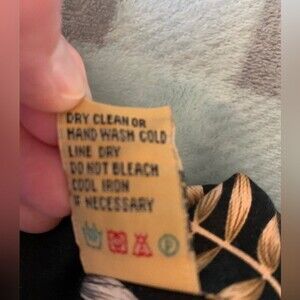 DRY CLEAN OR
HAND WASH COLD
LINE DRY
DO NOT BLEACH
COOL IRON
IF NECESSARY